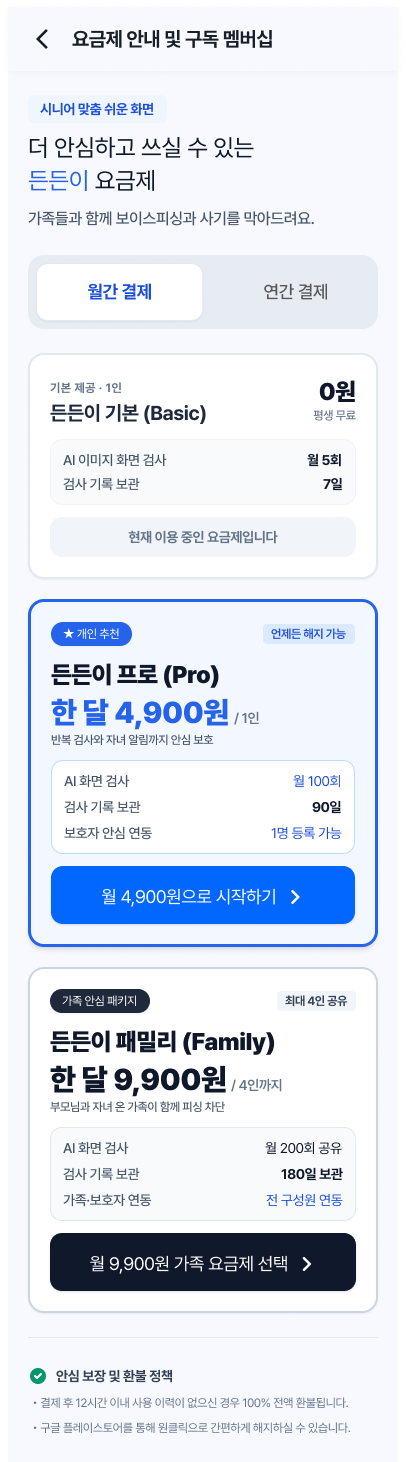 요금제 안내 및 구독 멤버십
시니어 맞춤 쉬운 화면
더 안심하고 쓰실 수 있는
든든이 요금제
가족들과 함께 보이스피싱과 사기를 막아드려요.
월간 결제 연간 결제
기본 제공 · 1인
든든이 기본 (Basic)
0원
평생 무료
AI 이미지 화면 검사 월 5회
검사 기록 보관 7일
현재 이용 중인 요금제입니다
★ 개인 추천 언제든 해지 가능
든든이 프로 (Pro)
한 달 4,900원 / 1인
반복 검사와 자녀 알림까지 안심 보호
AI 화면 검사 월 100회
검사 기록 보관 90일
보호자 안심 연동 1명 등록 가능
월 4,900원으로 시작하기
가족 안심 패키지 최대 4인 공유
든든이 패밀리 (Family)
한 달 9,900원 / 4인까지
부모님과 자녀 온 가족이 함께 피싱 차단
AI 화면 검사 월 200회 공유
검사 기록 보관 180일 보관
가족·보호자 연동 전 구성원 연동
월 9,900원 가족 요금제 선택
안심 보장 및 환불 정책
• 결제 후 12시간 이내 사용 이력이 없으신 경우 100% 전액 환불됩니다.
• 구글 플레이스토어를 통해 원클릭으로 간편하게 해지하실 수 있습니다.